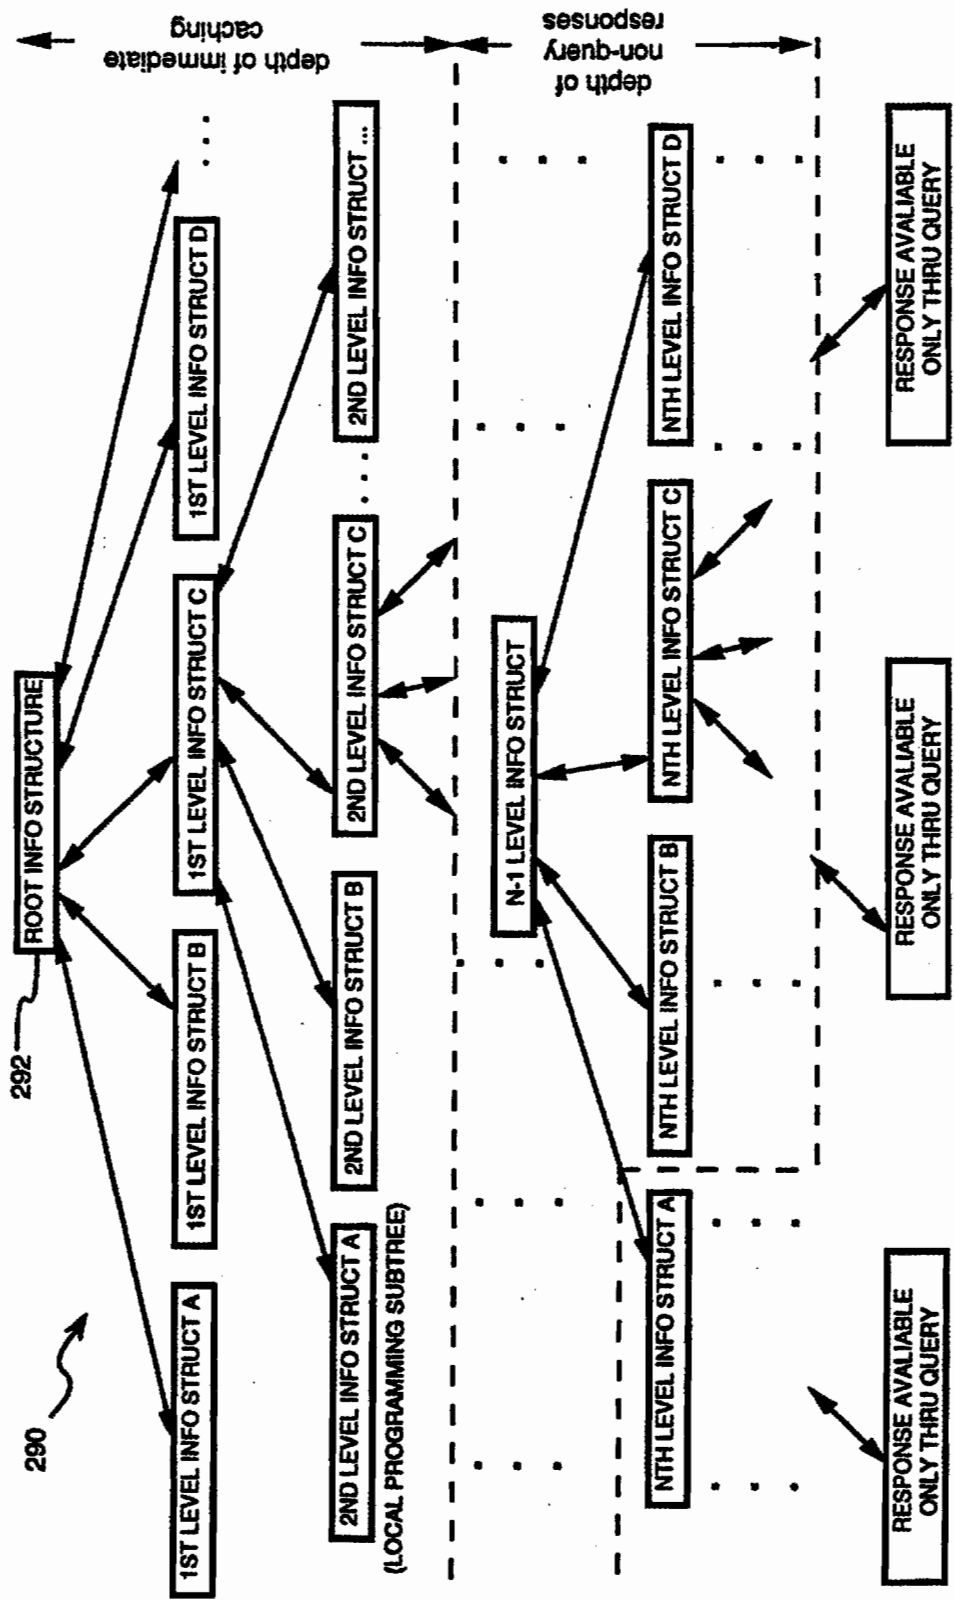 290
292
ROOT INFO STRUCTURE
1ST LEVEL INFO STRUCT A
1ST LEVEL INFO STRUCT B
1ST LEVEL INFO STRUCT C
1ST LEVEL INFO STRUCT D
. . .
depth of immediate
caching
2ND LEVEL INFO STRUCT A
(LOCAL PROGRAMMING SUBTREE)
2ND LEVEL INFO STRUCT B
2ND LEVEL INFO STRUCT C
. . .
2ND LEVEL INFO STRUCT ...
depth of
non-query
responses
N-1 LEVEL INFO STRUCT
NTH LEVEL INFO STRUCT A
NTH LEVEL INFO STRUCT B
NTH LEVEL INFO STRUCT C
NTH LEVEL INFO STRUCT D
RESPONSE AVALIABLE
ONLY THRU QUERY
RESPONSE AVALIABLE
ONLY THRU QUERY
RESPONSE AVALIABLE
ONLY THRU QUERY